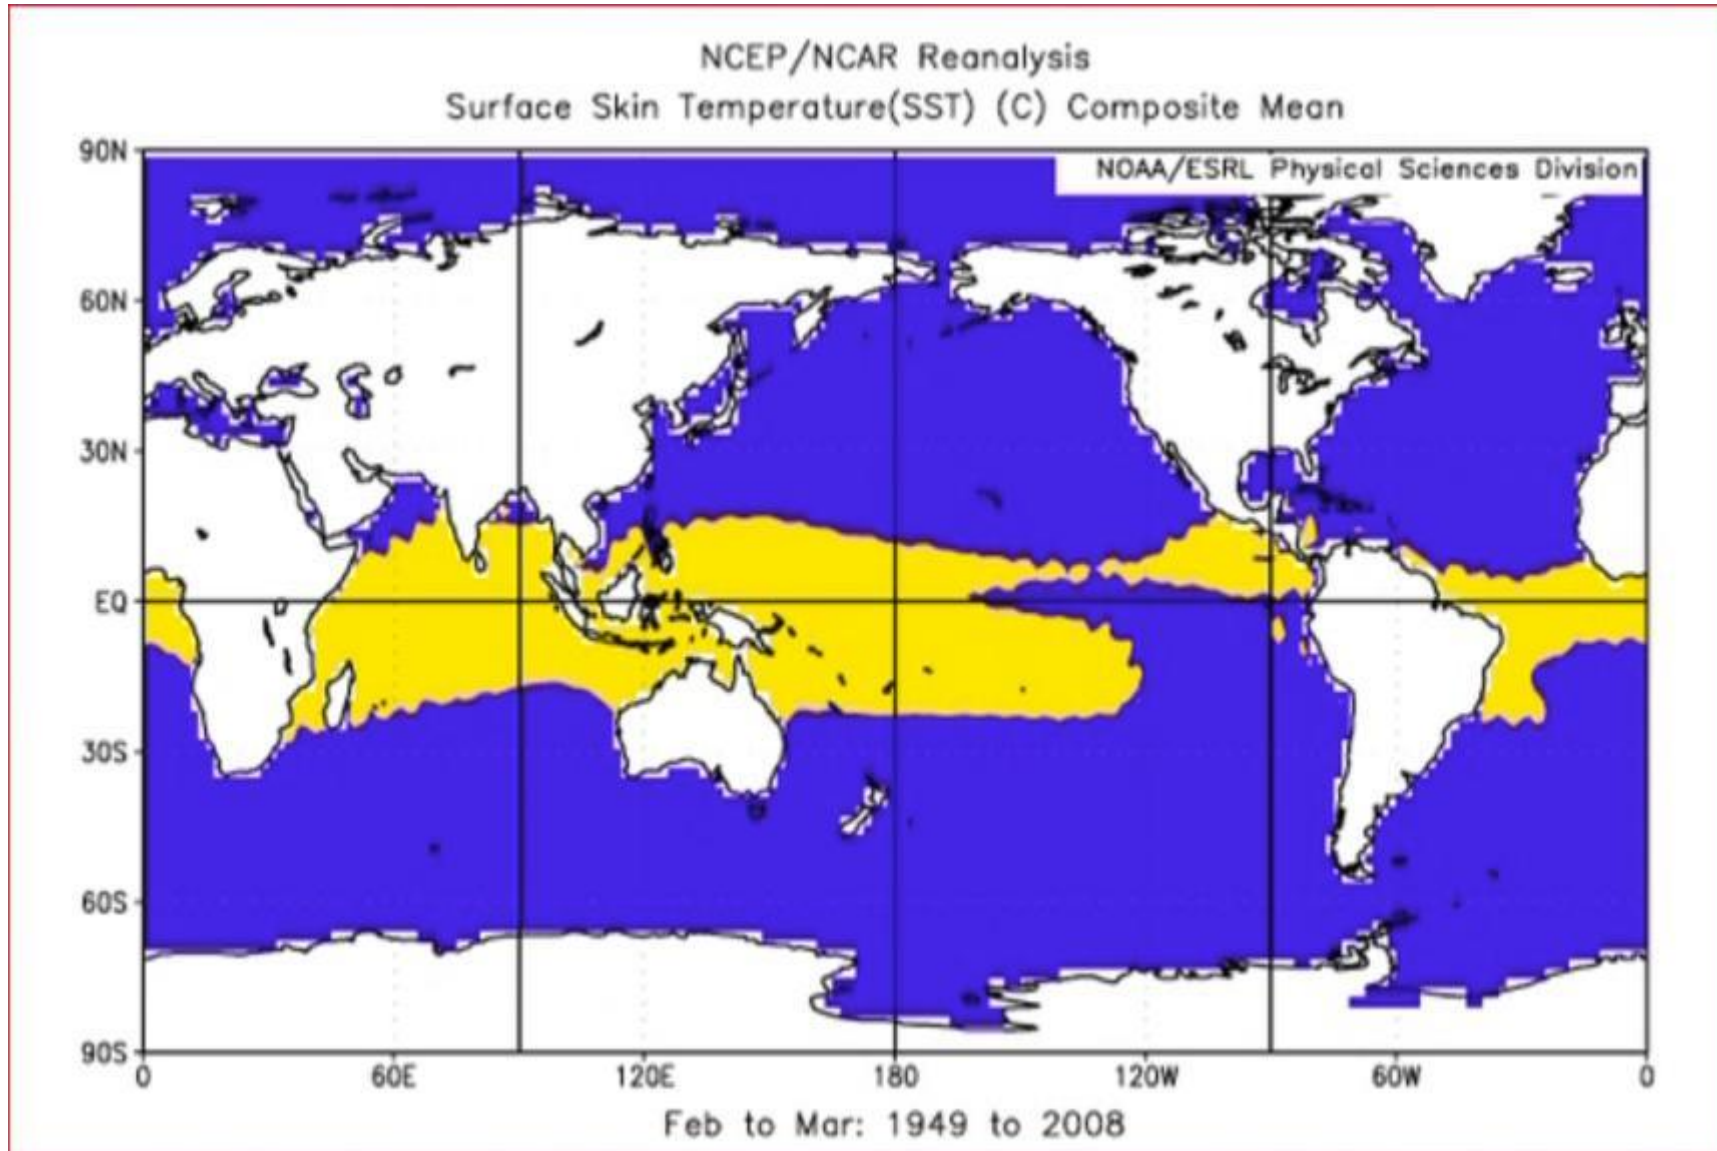 NCEP/NCAR Reanalysis
Surface Skin Temperature(SST) (C) Composite Mean
NOAA/ESRL Physical Sciences Division
90N
60N
30N
EQ
30S
60S
90S
0 60E 120E 180 120W 60W 0
Feb to Mar: 1949 to 2008